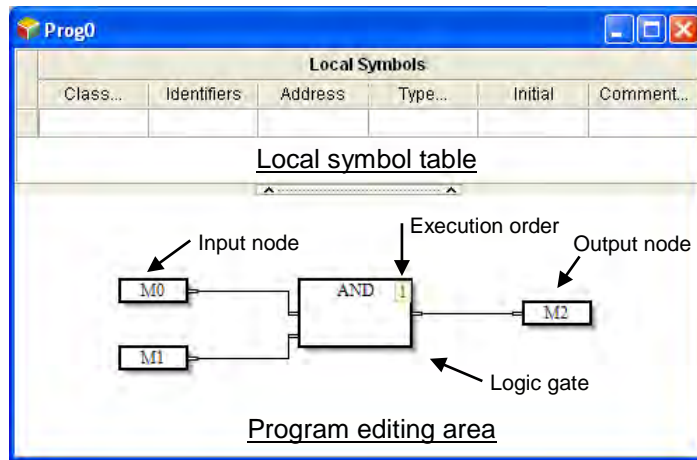 Prog0
Local Symbols
Class... Identifiers Address Type... Initial Comment...
Local symbol table
Input node
Execution order
Output node
M0
AND 1
M2
M1
Logic gate
Program editing area